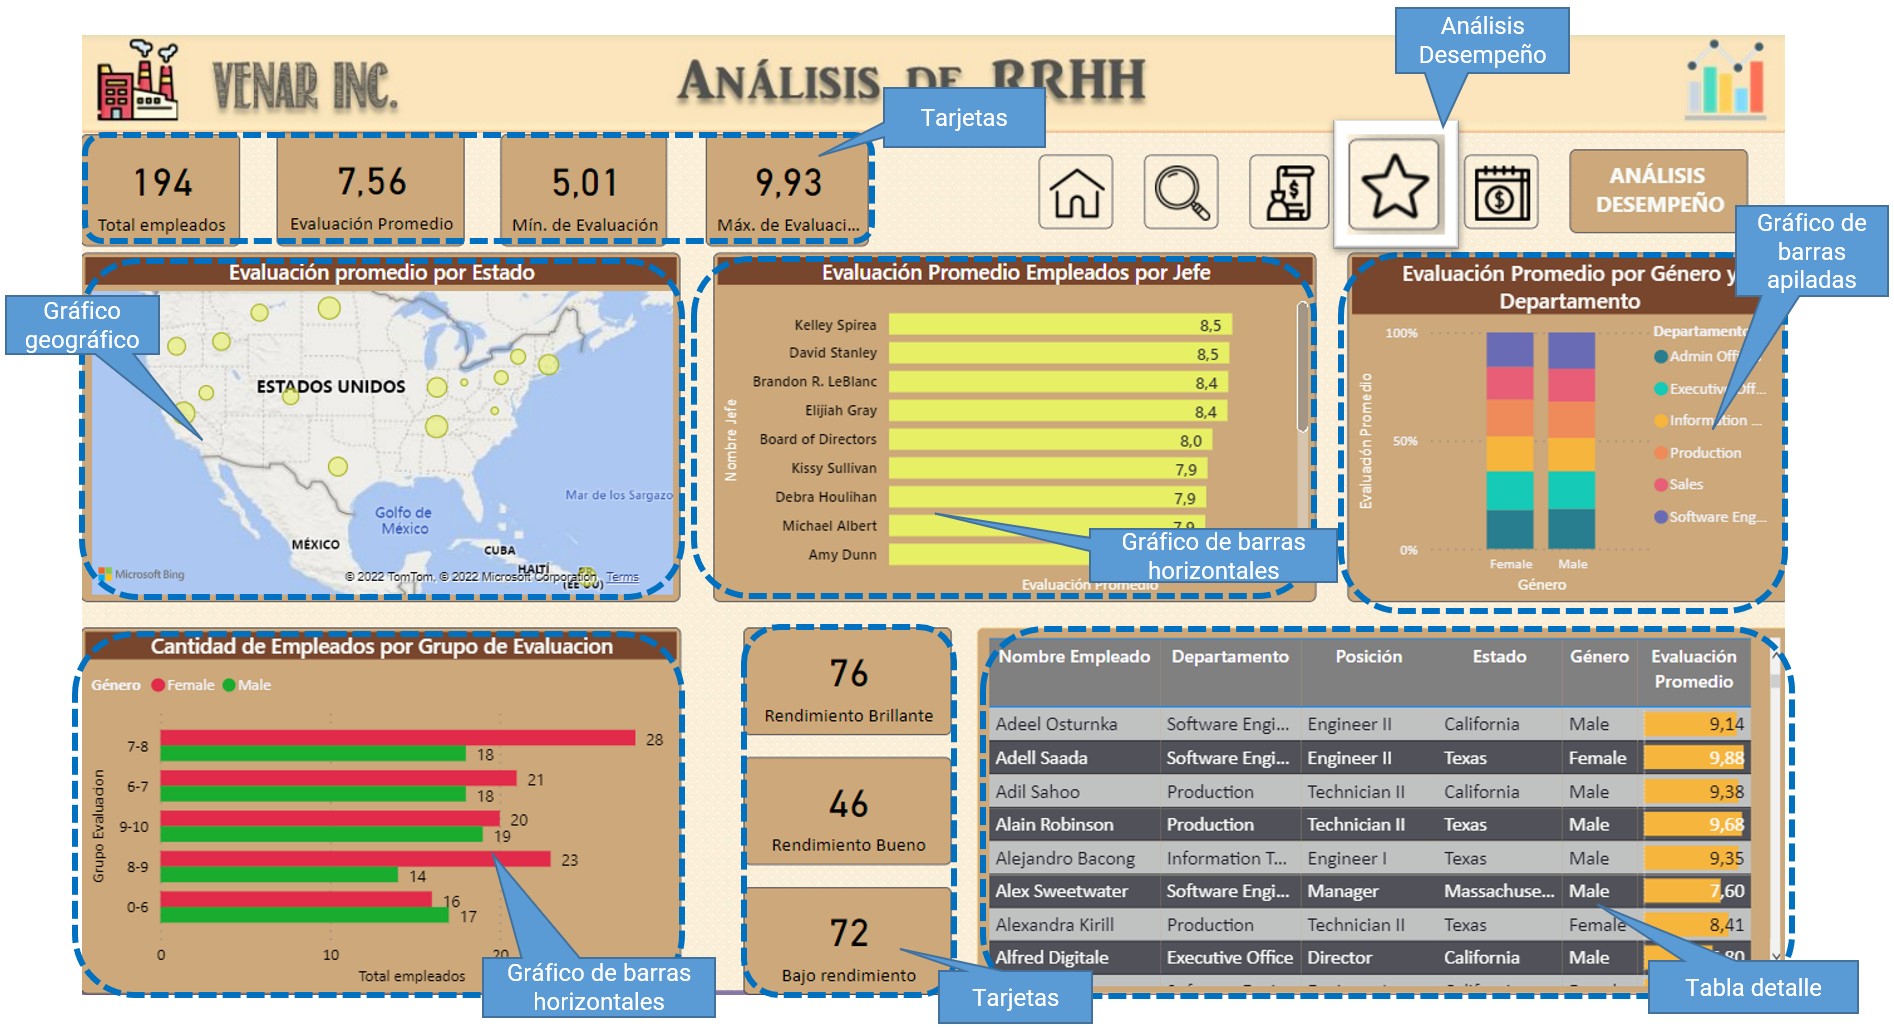 Análisis
Desempeño
VENAR INC.
ANÁLISIS DE RRHH
Tarjetas
194
Total empleados
7,56
Evaluación Promedio
5,01
Mín. de Evaluación
9,93
Máx. de Evaluaci...
ANÁLISIS
DESEMPEÑO
Gráfico de
barras
apiladas
Evaluación promedio por Estado
Gráfico
geográfico
ESTADOS UNIDOS
Mar de los Sargazo
Golfo de
México
MÉXICO
CUBA
HAITÍ
(EE UU)
Microsoft Bing
© 2022 TomTom, © 2022 Microsoft Corporation, Terms
Evaluación Promedio Empleados por Jefe
Nombre Jefe
Kelley Spirea 8,5
David Stanley 8,5
Brandon R. LeBlanc 8,4
Elijiah Gray 8,4
Board of Directors 8,0
Kissy Sullivan 7,9
Debra Houlihan 7,9
Michael Albert 7,9
Amy Dunn
Evaluación Promedio
Gráfico de barras
horizontales
Evaluación Promedio por Género y
Departamento
Evaluación Promedio
100%
50%
0%
Female Male
Género
Departamento
Admin Offi...
Executive Off...
Information ...
Production
Sales
Software Eng...
Cantidad de Empleados por Grupo de Evaluacion
Género Female Male
Grupo Evaluacion
7-8 28
18
6-7 21
18
9-10 20
19
8-9 23
14
0-6 16
17
0 10 20
Total empleados
Gráfico de barras
horizontales
76
Rendimiento Brillante
46
Rendimiento Bueno
72
Bajo rendimiento
Tarjetas
Nombre Empleado Departamento Posición Estado Género Evaluación
Promedio
Adeel Osturnka Software Engi... Engineer II California Male 9,14
Adell Saada Software Engi... Engineer II Texas Female 9,88
Adil Sahoo Production Technician II California Male 9,38
Alain Robinson Production Technician II Texas Male 9,68
Alejandro Bacong Information T... Engineer I Texas Male 9,35
Alex Sweetwater Software Engi... Manager Massachuse... Male 7,60
Alexandra Kirill Production Technician II Texas Female 8,41
Alfred Digitale Executive Office Director California Male
Tabla detalle